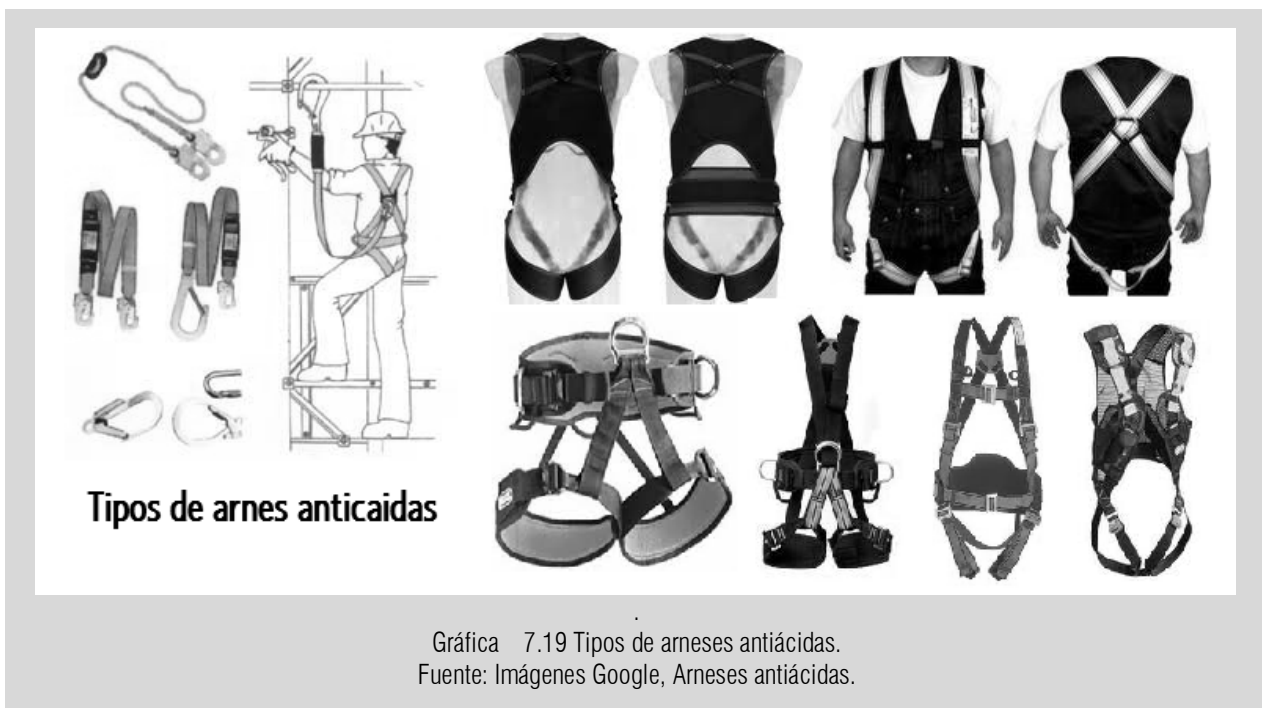 Tipos de arnes anticaidas
.
Gráfica 7.19 Tipos de arneses antiácidas.
Fuente: Imágenes Google, Arneses antiácidas.